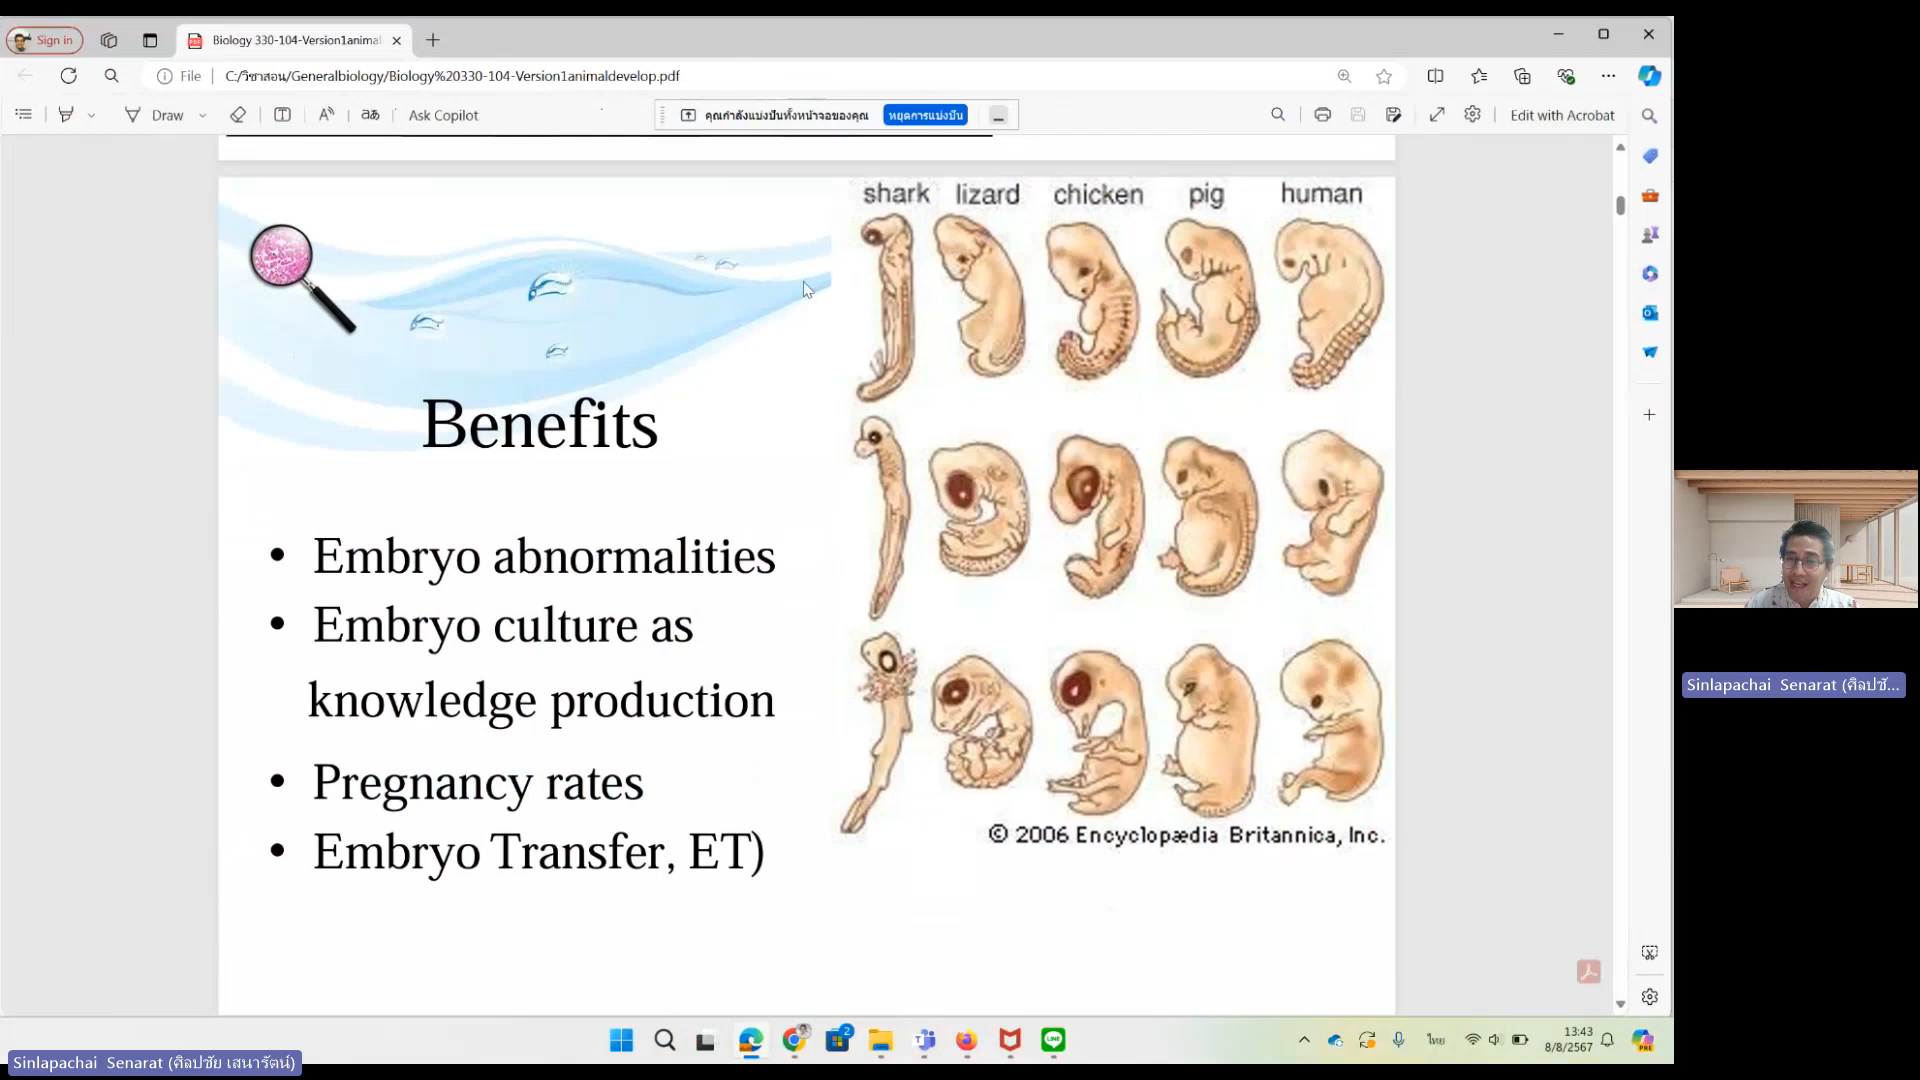 Sign in
Biology 330-104-Version1animal
File
C:/วิชาสอน/Generalbiology/Biology%20330-104-Version1animaldevelop.pdf
Draw
Ask Copilot
คุณกำลังแบ่งปันทั้งหน้าจอของคุณ
หยุดการแบ่งปัน
Edit with Acrobat
shark lizard chicken pig human
Benefits
• Embryo abnormalities
• Embryo culture as
knowledge production
• Pregnancy rates
• Embryo Transfer, ET)
© 2006 Encyclopædia Britannica, Inc.
Sinlapachai Senarat (ศิลปชั...
2
LINE
ไทย
13:43
8/8/2567
PRE
Sinlapachai Senarat (ศิลปชัย เสนารัตน์)